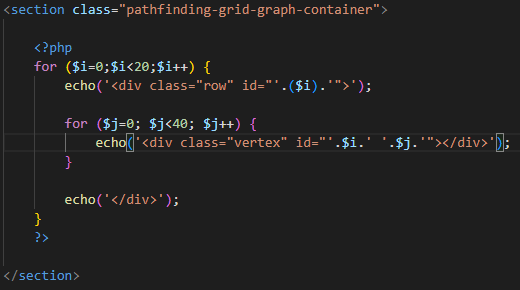 <section class="pathfinding-grid-graph-container">
<?php
for ($i=0;$i<20;$i++) {
echo('<div class="row" id="'.($i).'">');
for ($j=0; $j<40; $j++) {
echo('<div class="vertex" id="'.$i.' '.$j.'"></div>');
}
echo('</div>');
}
?>
</section>